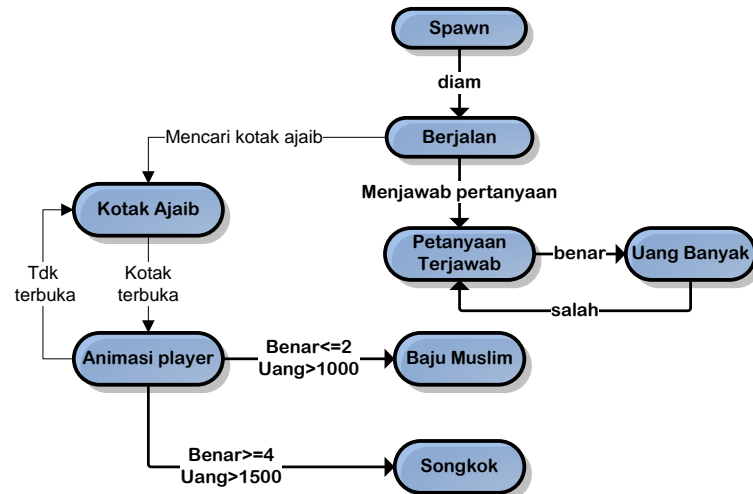 Spawn
diam
Berjalan
Mencari kotak ajaib
Menjawab pertanyaan
Kotak Ajaib
Petanyaan
Terjawab
benar
Uang Banyak
salah
Tdk
terbuka
Kotak
terbuka
Animasi player
Benar<=2
Uang>1000
Baju Muslim
Benar>=4
Uang>1500
Songkok